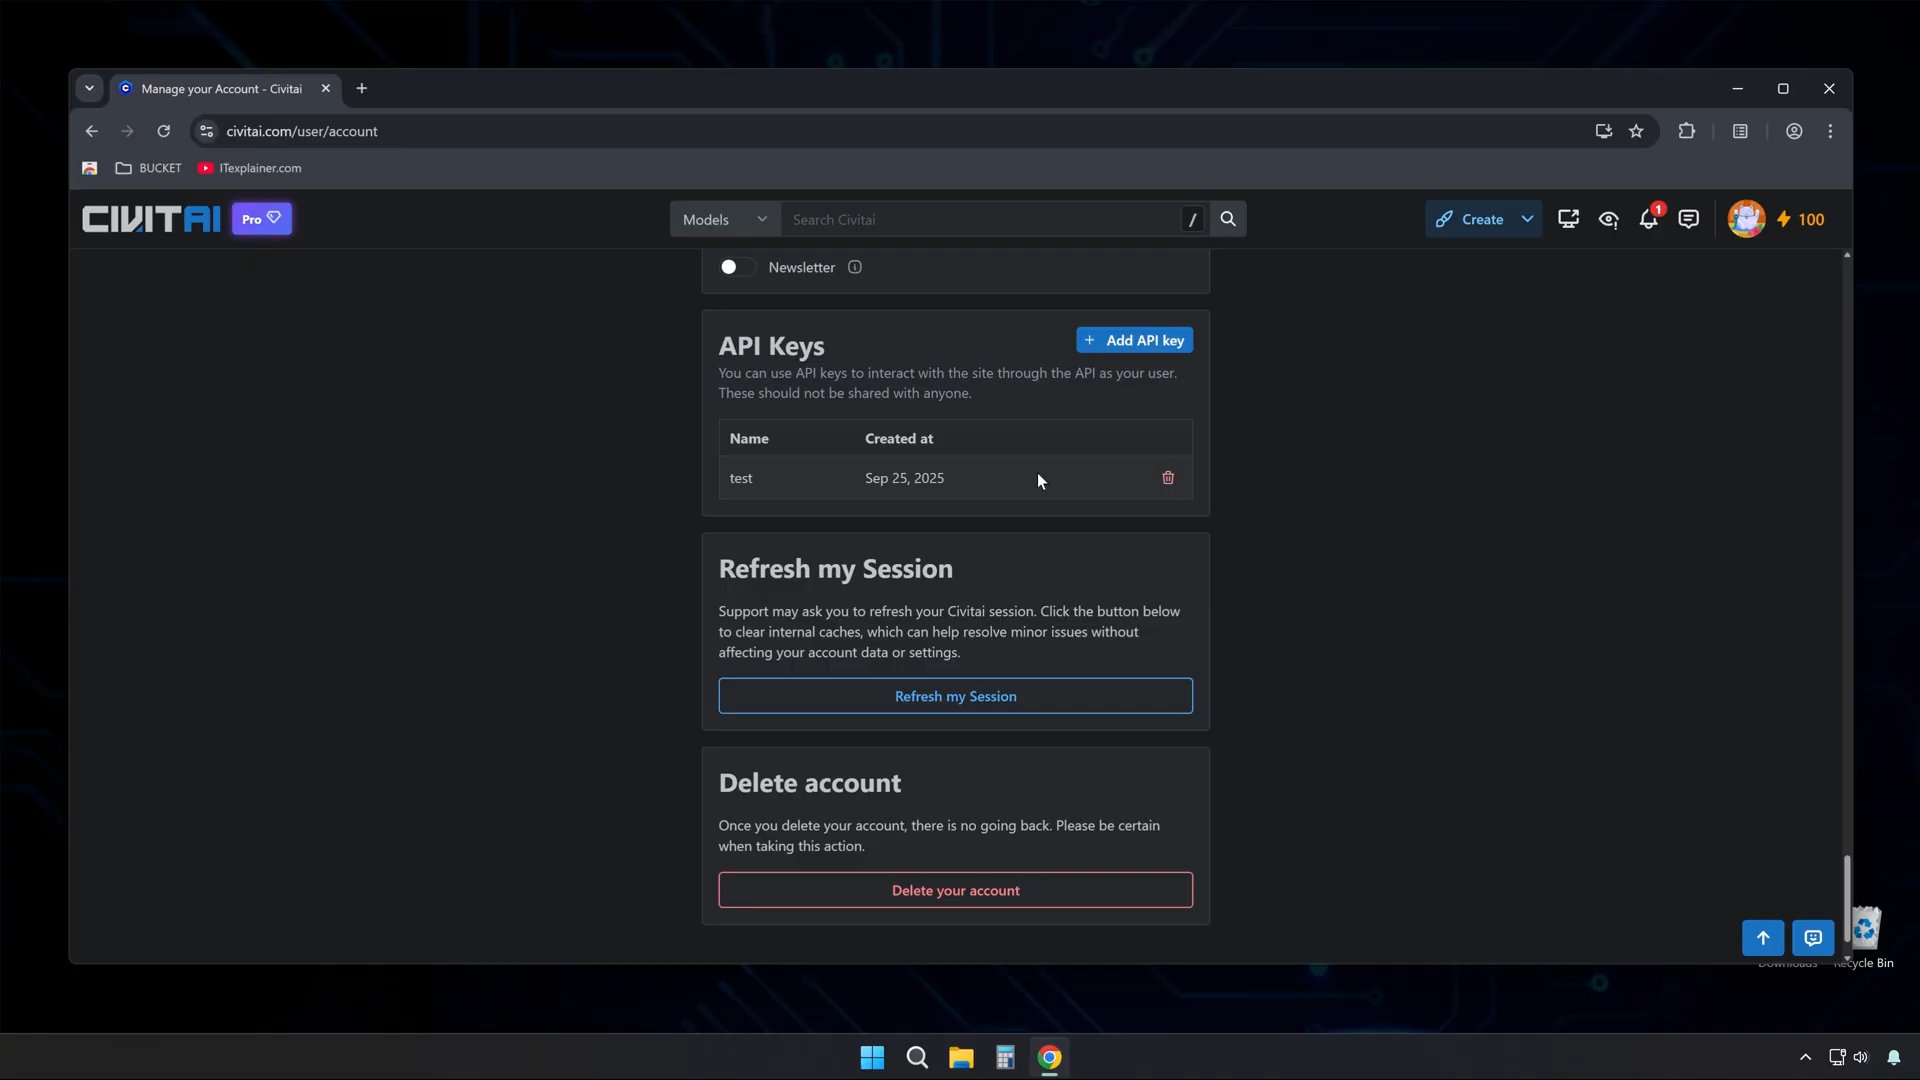 Manage your Account - Civitai
civitai.com/user/account
BUCKET
ITexplainer.com
CIVITAI
Pro
Models
Search Civitai
/
Create
1
100
Newsletter
API Keys
+ Add API key
You can use API keys to interact with the site through the API as your user.
These should not be shared with anyone.
Name Created at
test Sep 25, 2025
Refresh my Session
Support may ask you to refresh your Civitai session. Click the button below
to clear internal caches, which can help resolve minor issues without
affecting your account data or settings.
Refresh my Session
Delete account
Once you delete your account, there is no going back. Please be certain
when taking this action.
Delete your account
Downloads
Recycle Bin